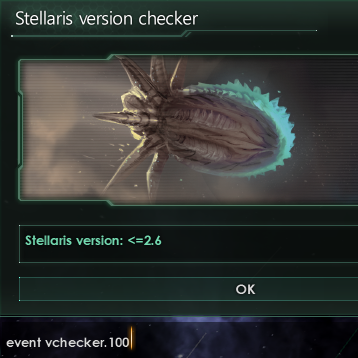 Stellaris version checker
Stellaris version: <=2.6
OK
event vchecker.100